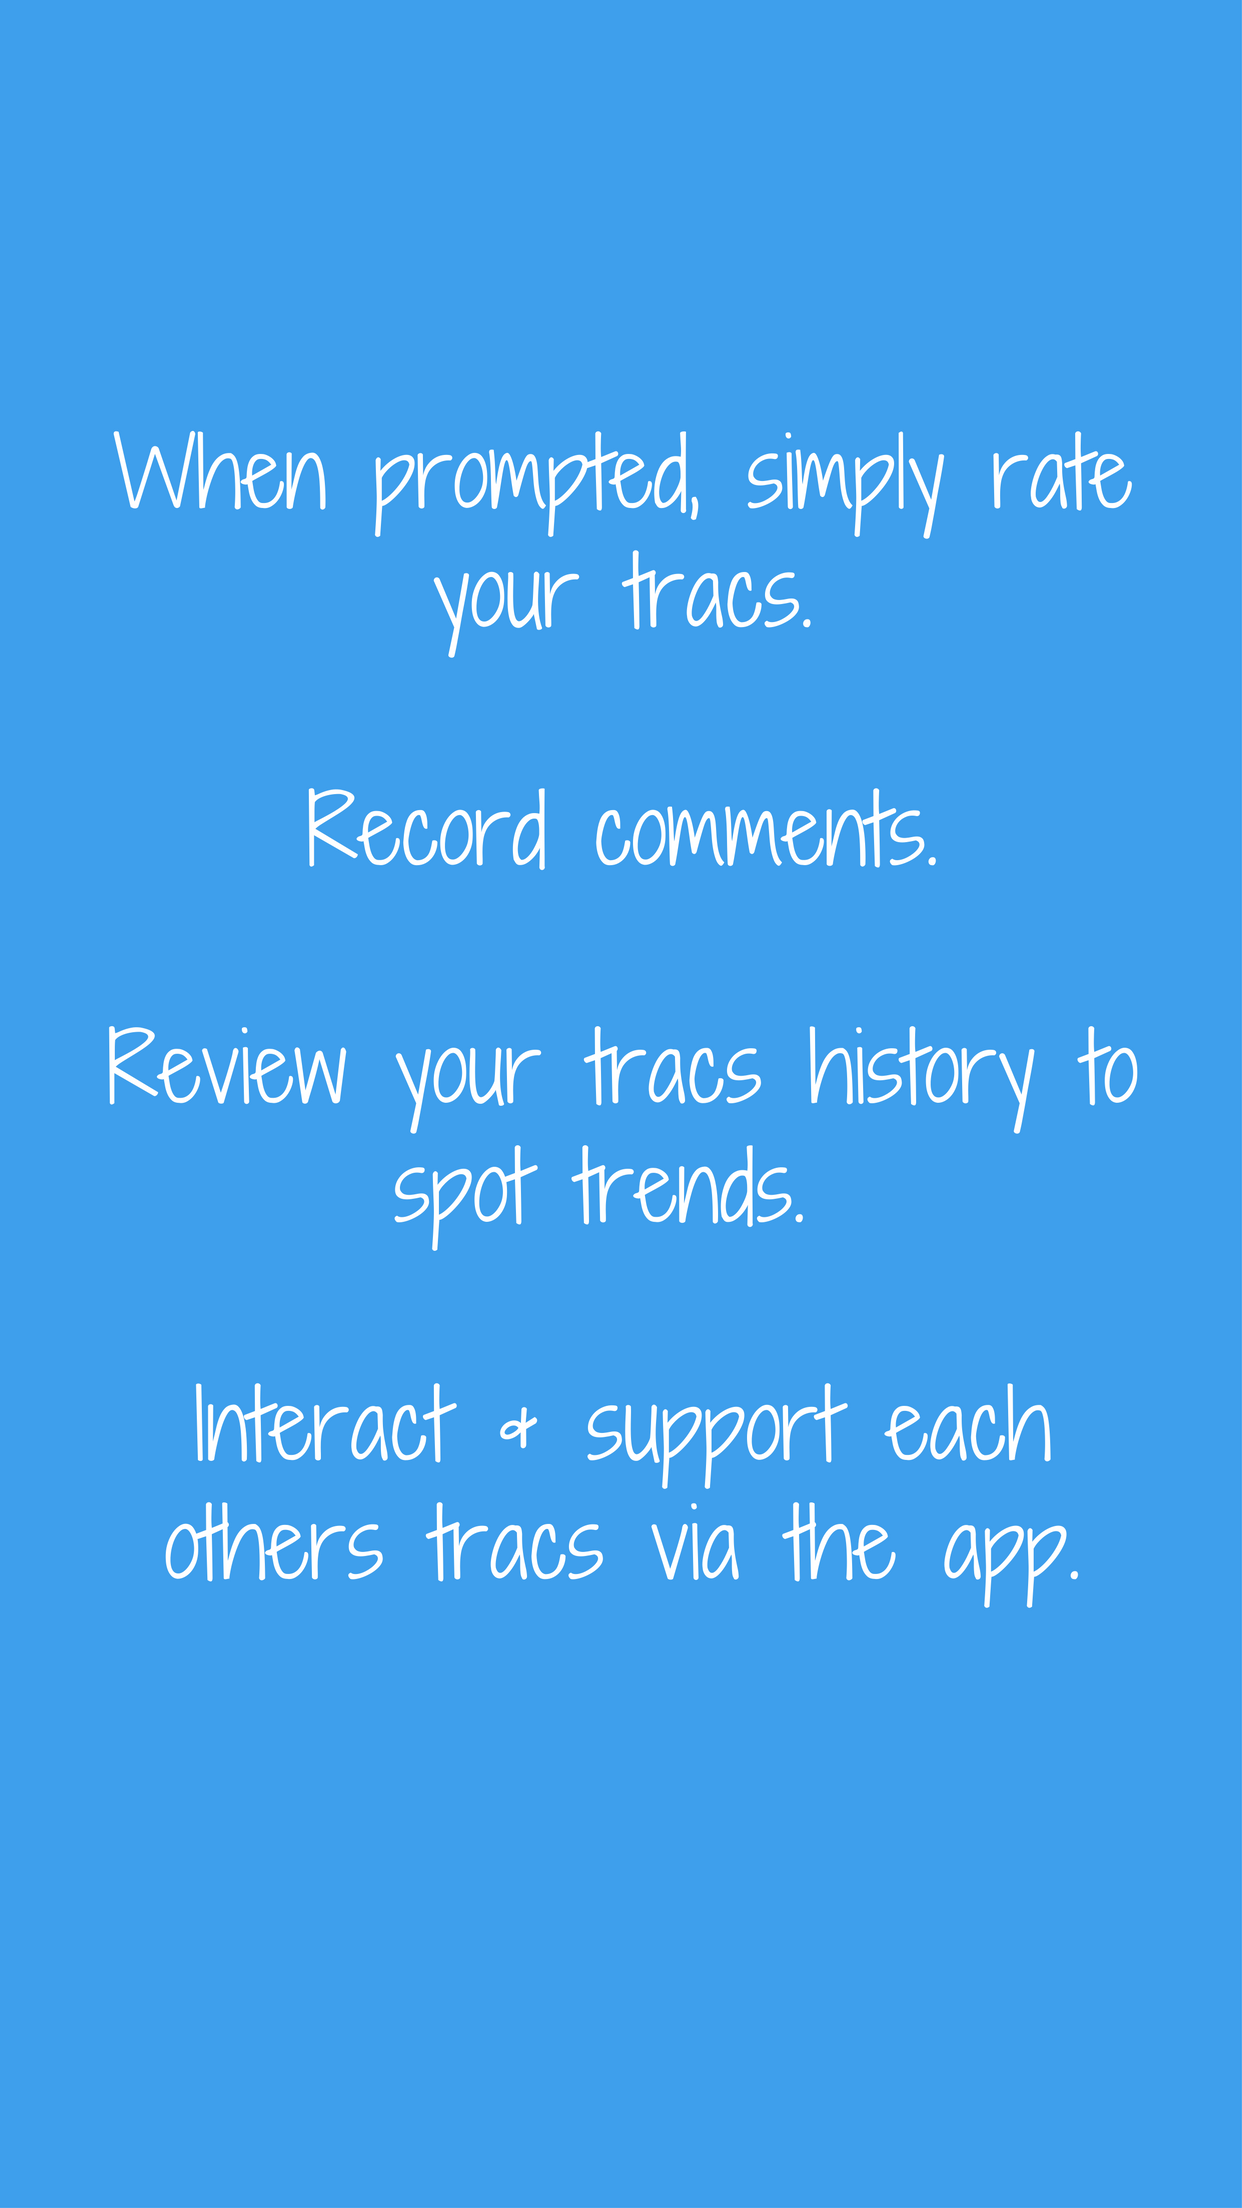 When prompted, simply rate
your tracs.
Record comments.
Review your tracs history to
spot trends.
Interact & support each
others tracs via the app.